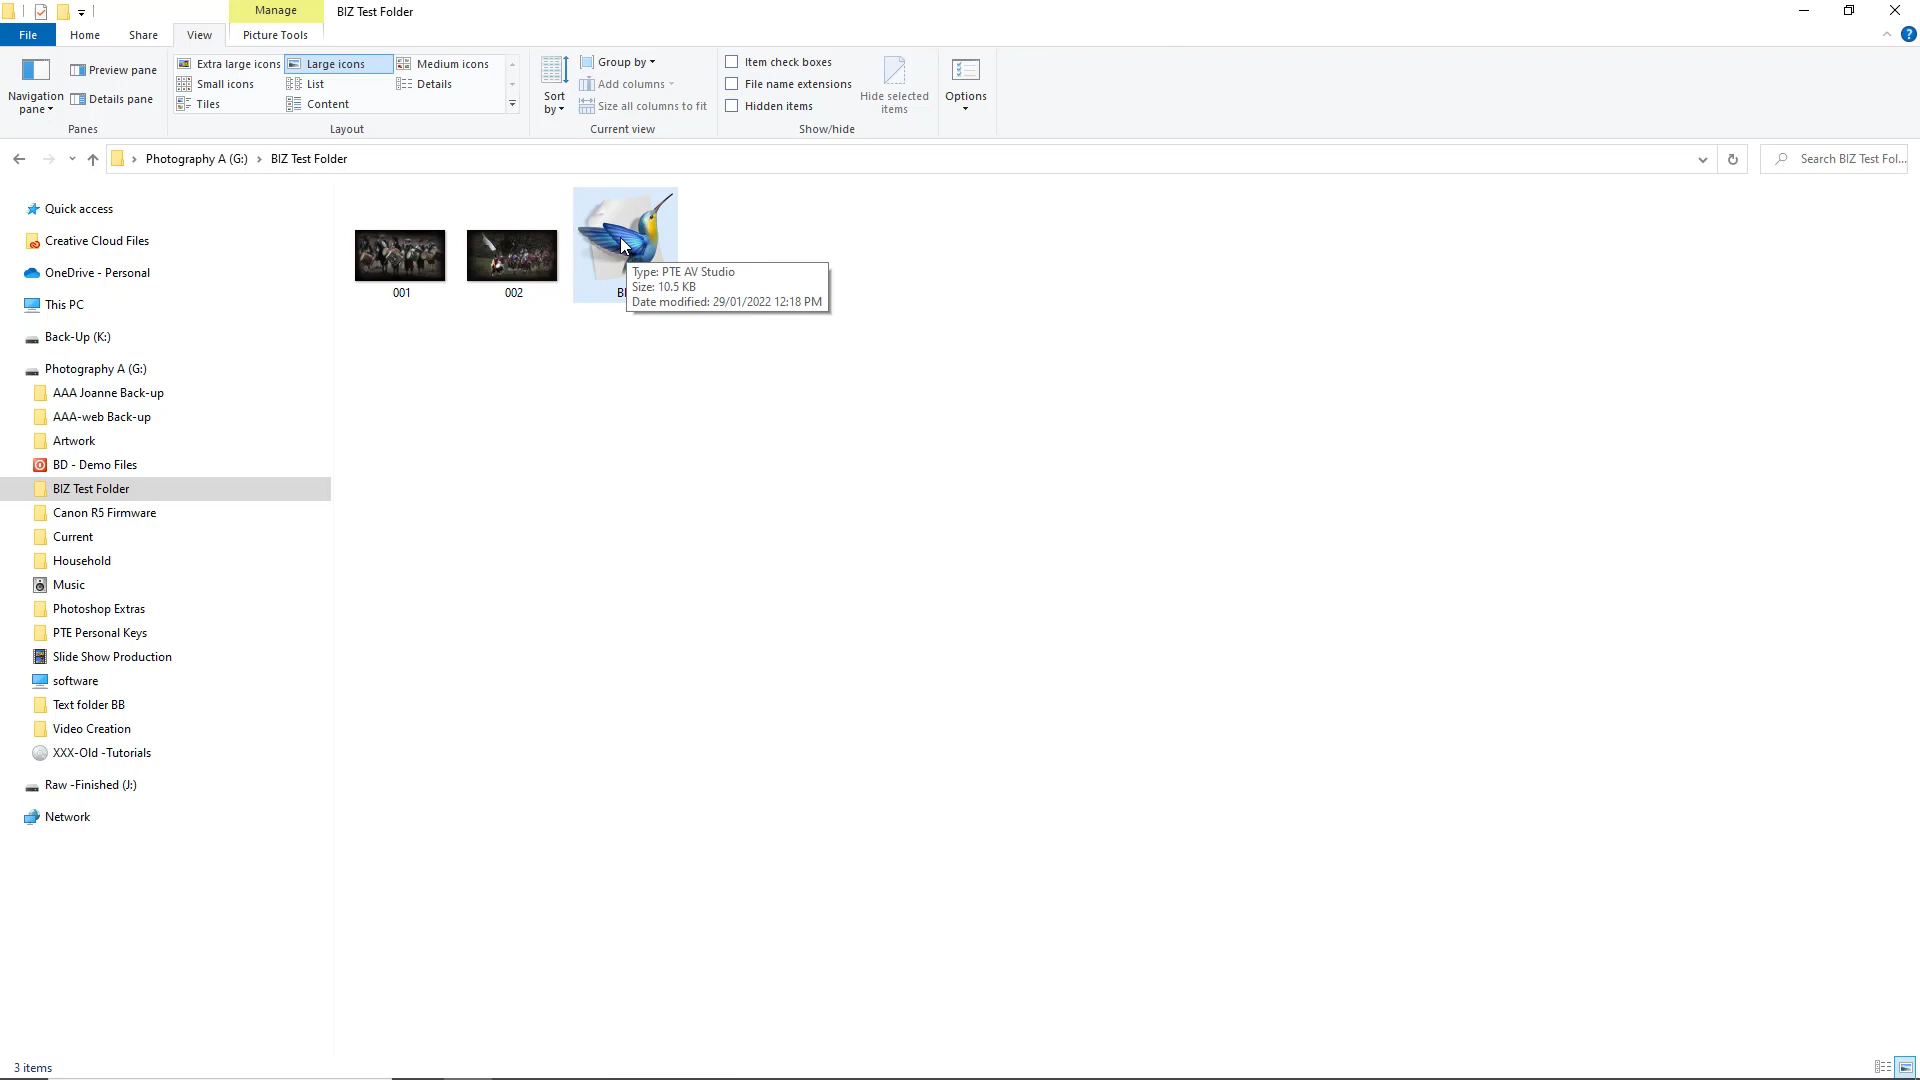 Manage
BIZ Test Folder
File
Home
Share
View
Picture Tools
Navigation
pane
Preview pane
Details pane
Panes
Extra large icons
Large icons
Medium icons
Small icons
List
Details
Tiles
Content
Layout
Sort
by
Group by
Add columns
Size all columns to fit
Current view
Item check boxes
File name extensions
Hidden items
Hide selected
items
Show/hide
Options
Photography A (G:)
BIZ Test Folder
Search BIZ Test Fol...
Quick access
Creative Cloud Files
OneDrive - Personal
This PC
Back-Up (K:)
Photography A (G:)
AAA Joanne Back-up
AAA-web Back-up
Artwork
BD - Demo Files
BIZ Test Folder
Canon R5 Firmware
Current
Household
Music
Photoshop Extras
PTE Personal Keys
Slide Show Production
software
Text folder BB
Video Creation
XXX-Old -Tutorials
Raw -Finished (J:)
Network
001
002
Type: PTE AV Studio
Size: 10.5 KB
Date modified: 29/01/2022 12:18 PM
3 items